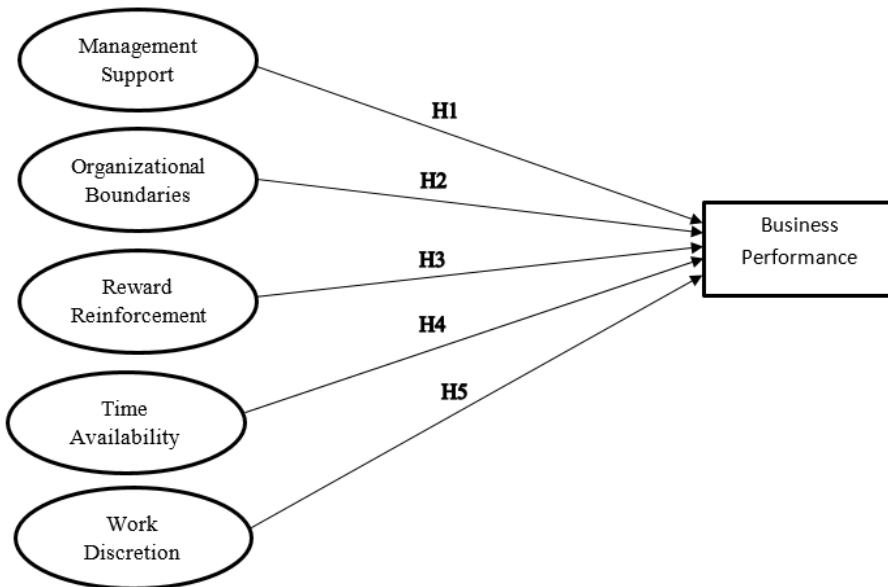 Management
Support
H1
Organizational
Boundaries
H2
Business
Performance
Reward
Reinforcement
H3
Time
Availability
H4
H5
Work
Discretion